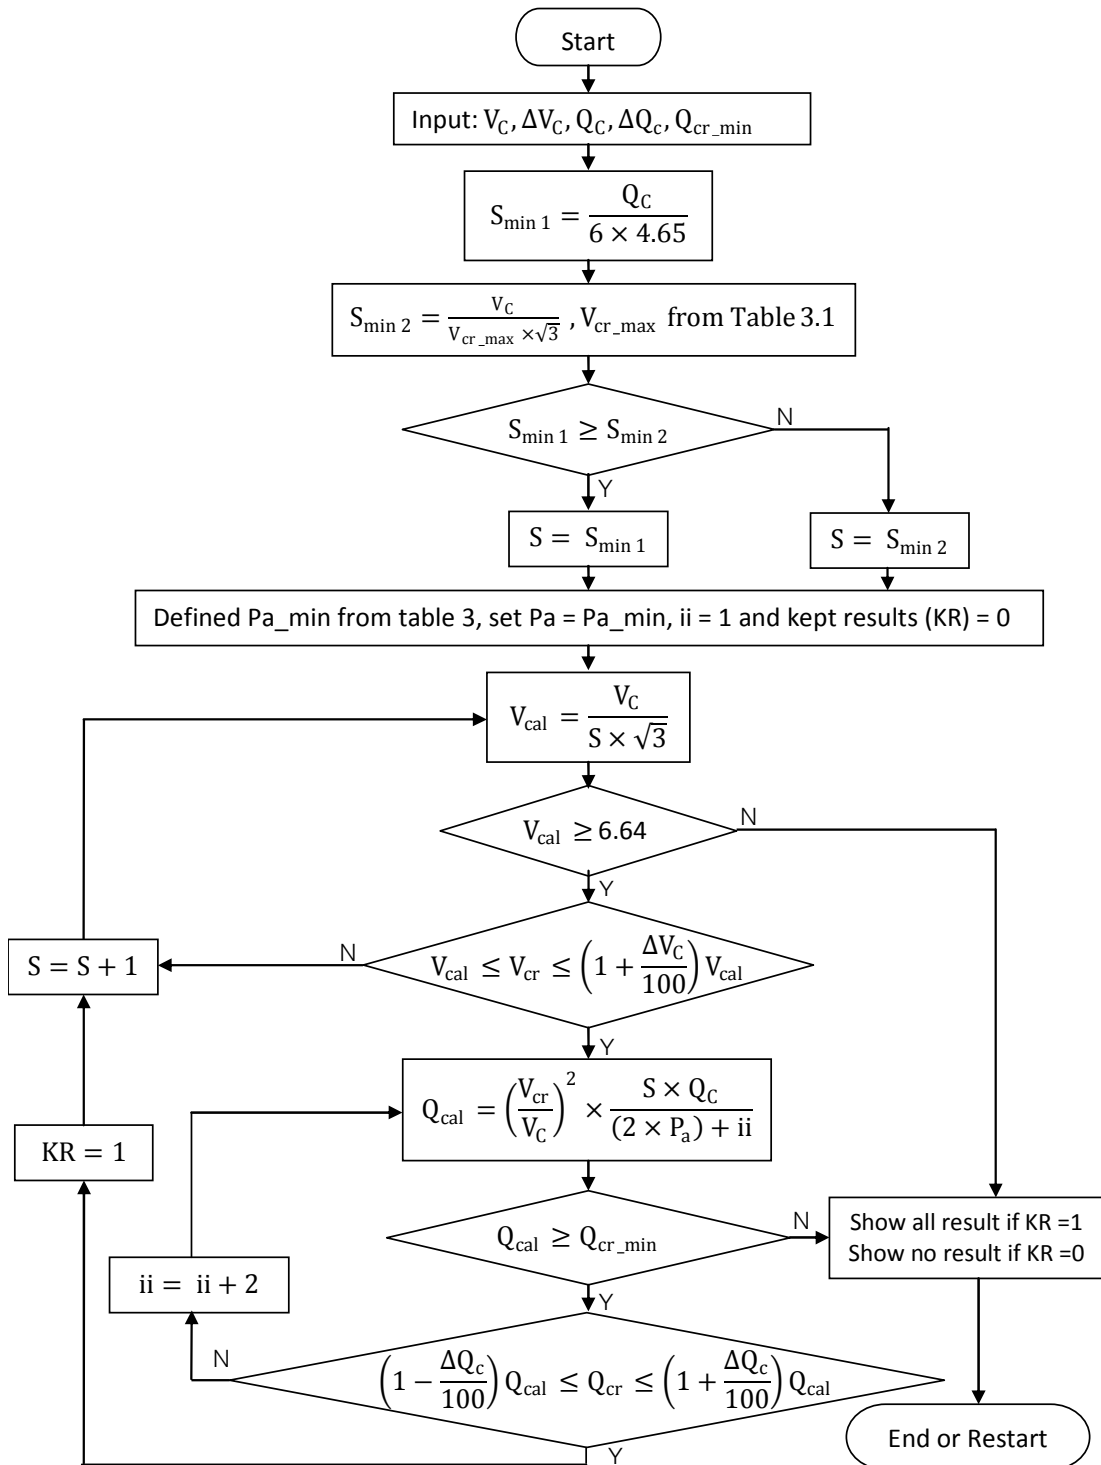 Start
Input: V_C, ΔV_C, Q_C, ΔQ_c, Q_cr_min
S_min 1 = Q_C / (6 × 4.65)
S_min 2 = V_C / (V_cr_max × √3) , V_cr_max from Table 3.1
S_min 1 ≥ S_min 2
N
Y
S = S_min 1
S = S_min 2
Defined Pa_min from table 3, set Pa = Pa_min, ii = 1 and kept results (KR) = 0
V_cal = V_C / (S × √3)
V_cal ≥ 6.64
N
Y
S = S + 1
N
V_cal ≤ V_cr ≤ (1 + ΔV_C / 100) V_cal
Y
Q_cal = (V_cr / V_C)² × (S × Q_C) / ((2 × P_a) + ii)
KR = 1
Q_cal ≥ Q_cr_min
N
Show all result if KR =1
Show no result if KR =0
ii = ii + 2
Y
N
(1 − ΔQ_c / 100) Q_cal ≤ Q_cr ≤ (1 + ΔQ_c / 100) Q_cal
Y
End or Restart